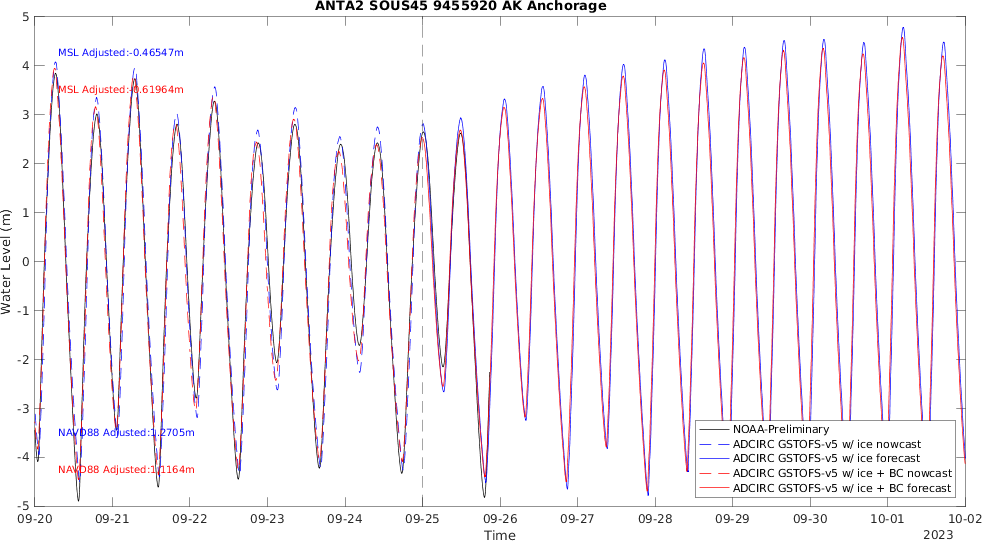 ANTA2 SOUS45 9455920 AK Anchorage
5
4
3
2
1
0
-1
-2
-3
-4
-5
Water Level (m)
MSL Adjusted:-0.46547m
MSL Adjusted:-0.61964m
NAVD88 Adjusted:1.2705m
NAVD88 Adjusted:1.1164m
NOAA-Preliminary
ADCIRC GSTOFS-v5 w/ ice nowcast
ADCIRC GSTOFS-v5 w/ ice forecast
ADCIRC GSTOFS-v5 w/ ice + BC nowcast
ADCIRC GSTOFS-v5 w/ ice + BC forecast
09-20 09-21 09-22 09-23 09-24 09-25 09-26 09-27 09-28 09-29 09-30 10-01 10-02
Time
2023